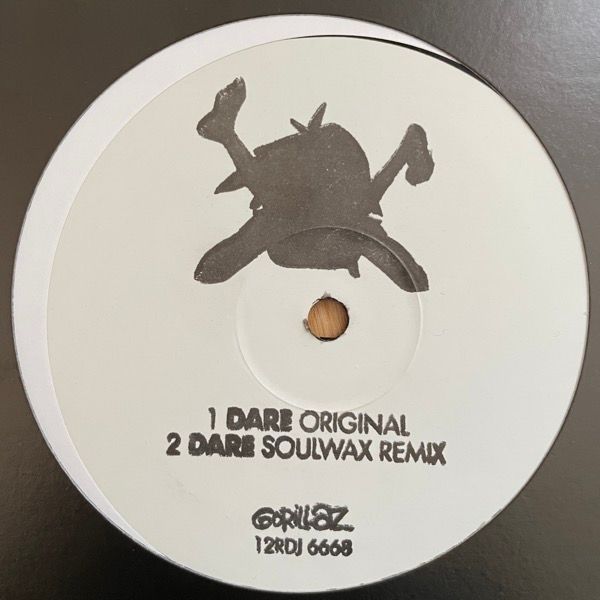 1 DARE ORIGINAL
2 DARE SOULWAX REMIX
GORILLAZ
12RDJ 6668